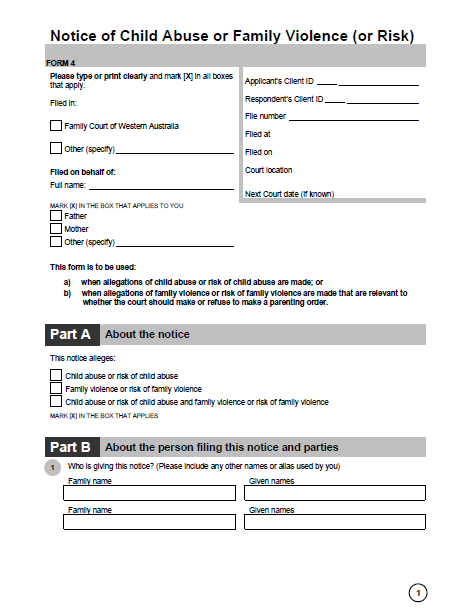 Notice of Child Abuse or Family Violence (or Risk)
FORM 4
Please type or print clearly and mark [X] in all boxes
that apply.
Filed in:
Family Court of Western Australia
Other (specify)
Filed on behalf of:
Full name:
MARK [X] IN THE BOX THAT APPLIES TO YOU
Father
Mother
Other (specify)
Applicant's Client ID
Respondent's Client ID
File number
Filed at
Filed on
Court location
Next Court date (if known)
This form is to be used:
a) when allegations of child abuse or risk of child abuse are made; or
b) when allegations of family violence or risk of family violence are made that are relevant to
whether the court should make or refuse to make a parenting order.
Part A About the notice
This notice alleges:
Child abuse or risk of child abuse
Family violence or risk of family violence
Child abuse or risk of child abuse and family violence or risk of family violence
MARK [X] IN THE BOX THAT APPLIES
Part B About the person filing this notice and parties
1 Who is giving this notice? (Please include any other names or alias used by you)
Family name Given names
Family name Given names
1